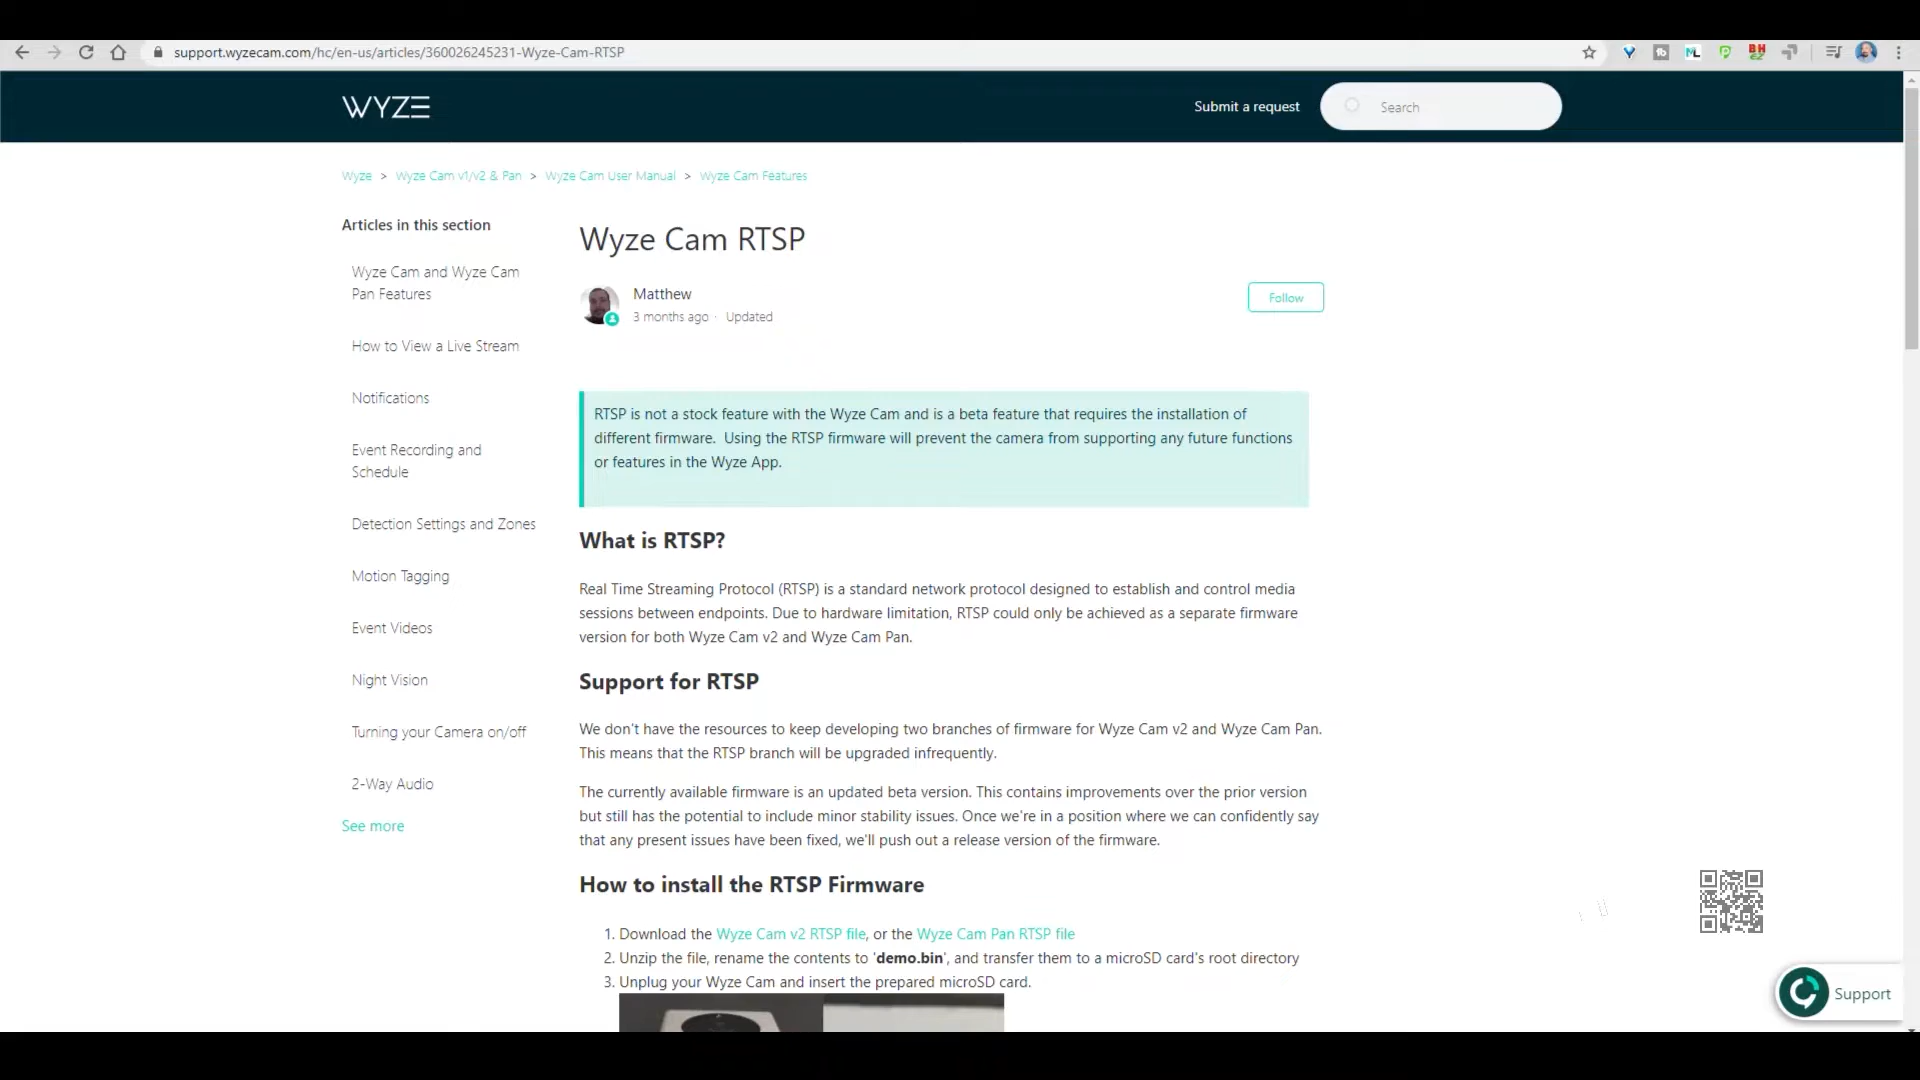 support.wyzecam.com/hc/en-us/articles/360026245231-Wyze-Cam-RTSP
WYZE
Submit a request
Search
Wyze > Wyze Cam v1/v2 & Pan > Wyze Cam User Manual > Wyze Cam Features
Articles in this section
Wyze Cam and Wyze Cam
Pan Features
How to View a Live Stream
Notifications
Event Recording and
Schedule
Detection Settings and Zones
Motion Tagging
Event Videos
Night Vision
Turning your Camera on/off
2-Way Audio
See more
Wyze Cam RTSP
Matthew
3 months ago · Updated
Follow
RTSP is not a stock feature with the Wyze Cam and is a beta feature that requires the installation of
different firmware. Using the RTSP firmware will prevent the camera from supporting any future functions
or features in the Wyze App.
What is RTSP?
Real Time Streaming Protocol (RTSP) is a standard network protocol designed to establish and control media
sessions between endpoints. Due to hardware limitation, RTSP could only be achieved as a separate firmware
version for both Wyze Cam v2 and Wyze Cam Pan.
Support for RTSP
We don't have the resources to keep developing two branches of firmware for Wyze Cam v2 and Wyze Cam Pan.
This means that the RTSP branch will be upgraded infrequently.
The currently available firmware is an updated beta version. This contains improvements over the prior version
but still has the potential to include minor stability issues. Once we're in a position where we can confidently say
that any present issues have been fixed, we'll push out a release version of the firmware.
How to install the RTSP Firmware
1. Download the Wyze Cam v2 RTSP file, or the Wyze Cam Pan RTSP file
2. Unzip the file, rename the contents to 'demo.bin', and transfer them to a microSD card's root directory
3. Unplug your Wyze Cam and insert the prepared microSD card.
Support